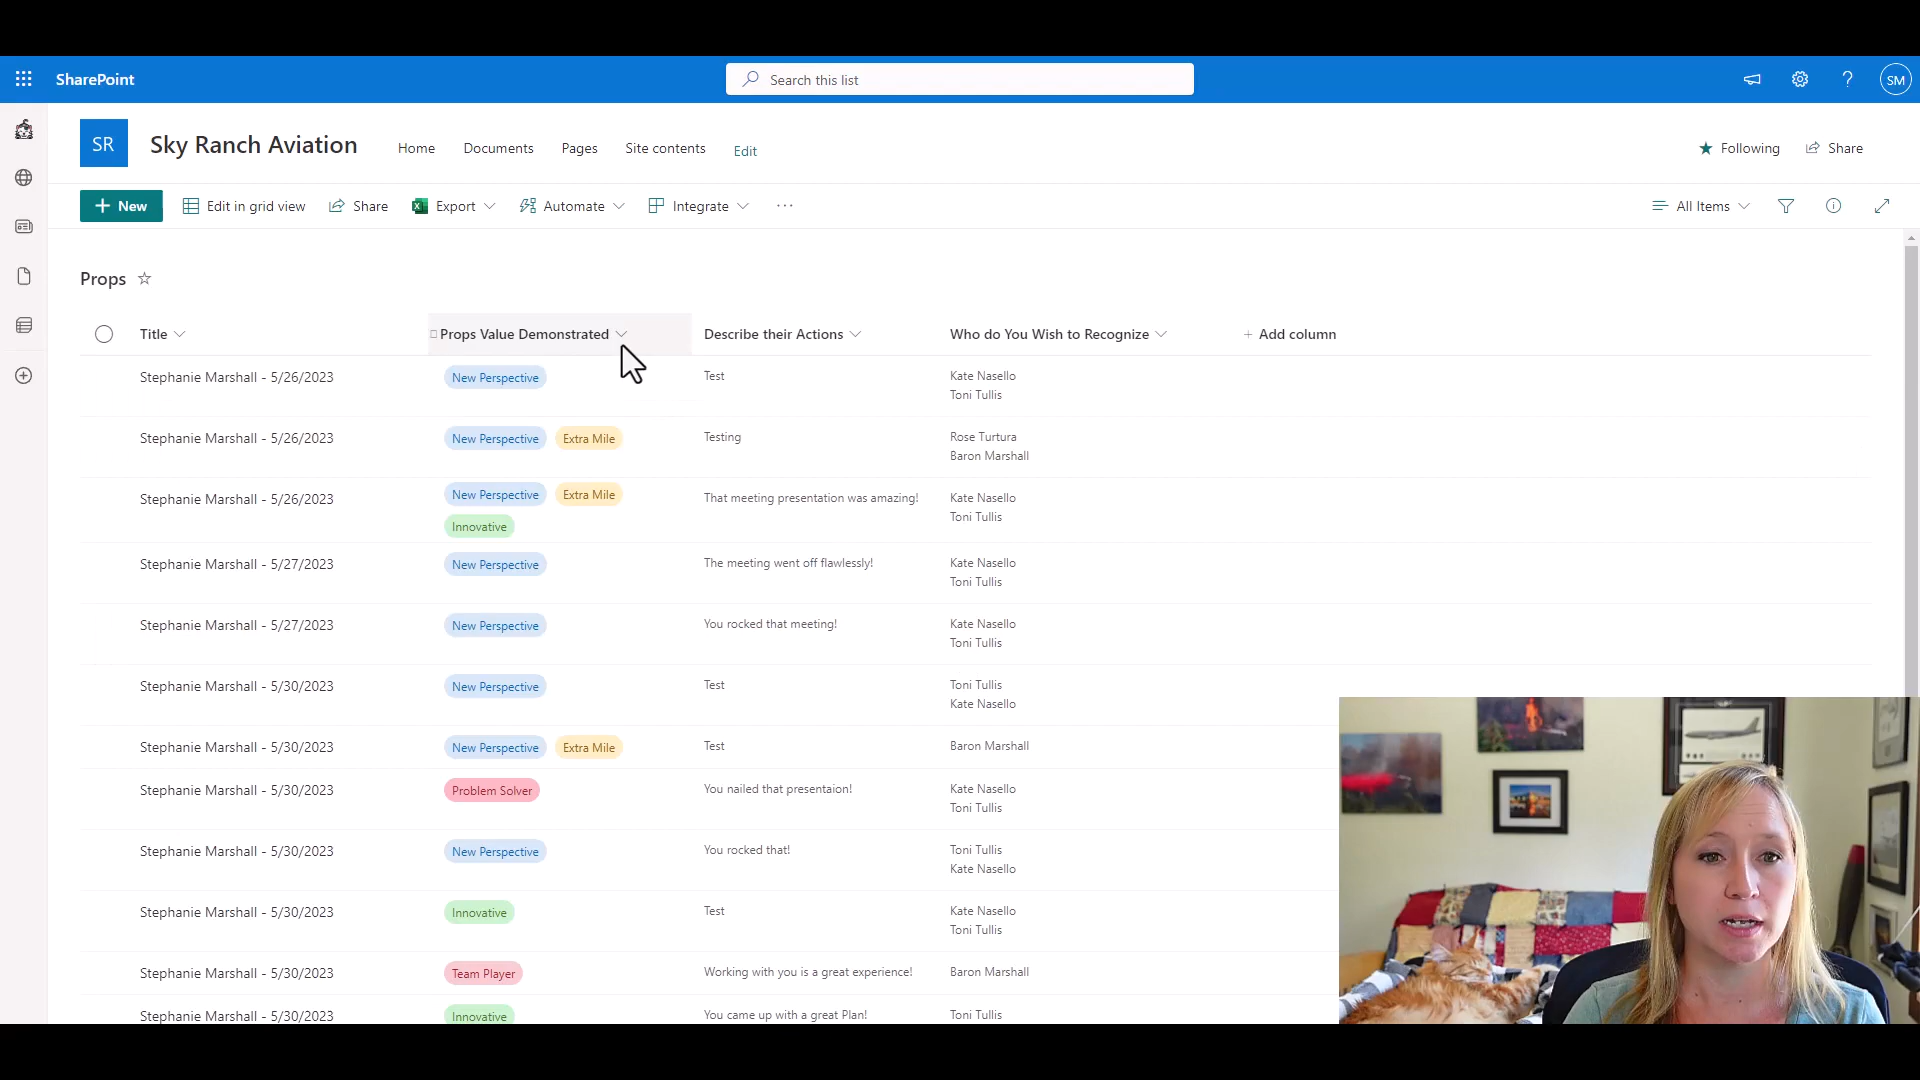 SharePoint
Search this list
SM
SR
Sky Ranch Aviation
Home
Documents
Pages
Site contents
Edit
Following
Share
New
Edit in grid view
Share
Export
Automate
Integrate
All Items
Props
Title
Props Value Demonstrated
Describe their Actions
Who do You Wish to Recognize
+ Add column
Stephanie Marshall - 5/26/2023
New Perspective
Test
Kate Nasello
Toni Tullis
Stephanie Marshall - 5/26/2023
New Perspective Extra Mile
Testing
Rose Turtura
Baron Marshall
Stephanie Marshall - 5/26/2023
New Perspective Extra Mile
Innovative
That meeting presentation was amazing!
Kate Nasello
Toni Tullis
Stephanie Marshall - 5/27/2023
New Perspective
The meeting went off flawlessly!
Kate Nasello
Toni Tullis
Stephanie Marshall - 5/27/2023
New Perspective
You rocked that meeting!
Kate Nasello
Toni Tullis
Stephanie Marshall - 5/30/2023
New Perspective
Test
Toni Tullis
Kate Nasello
Stephanie Marshall - 5/30/2023
New Perspective Extra Mile
Test
Baron Marshall
Stephanie Marshall - 5/30/2023
Problem Solver
You nailed that presentaion!
Kate Nasello
Toni Tullis
Stephanie Marshall - 5/30/2023
New Perspective
You rocked that!
Toni Tullis
Kate Nasello
Stephanie Marshall - 5/30/2023
Innovative
Test
Kate Nasello
Toni Tullis
Stephanie Marshall - 5/30/2023
Team Player
Working with you is a great experience!
Baron Marshall
Stephanie Marshall - 5/30/2023
Innovative
You came up with a great Plan!
Toni Tullis